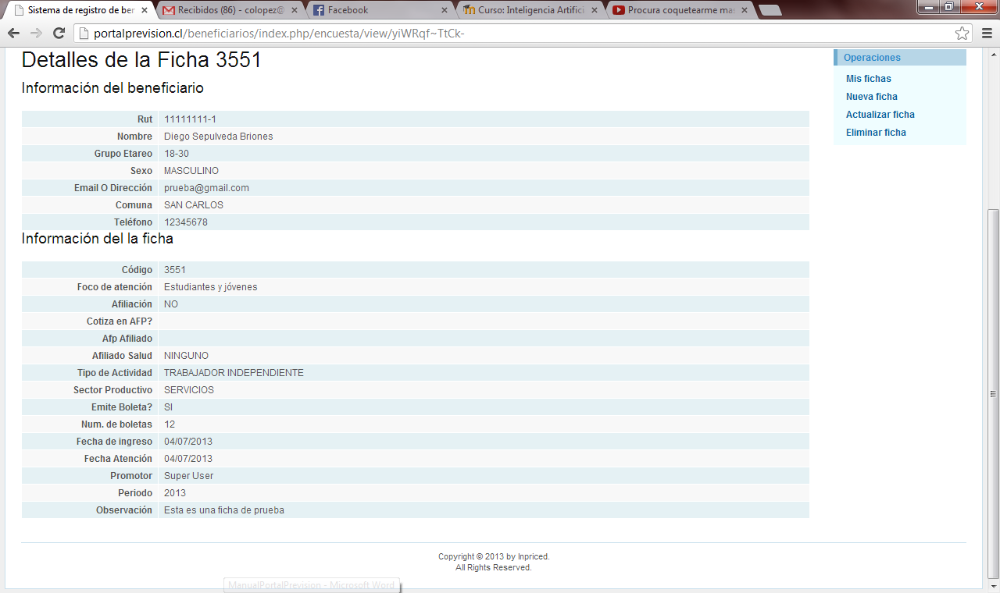 Sistema de registro de ber
Recibidos (86) - colopez@
Facebook
Curso: Inteligencia Artifici
Procura coquetearme mas
portalprevision.cl/beneficiarios/index.php/encuesta/view/yiWRqf~TtCk-
Detalles de la Ficha 3551
Información del beneficiario
Rut 11111111-1
Nombre Diego Sepulveda Briones
Grupo Etareo 18-30
Sexo MASCULINO
Email O Dirección prueba@gmail.com
Comuna SAN CARLOS
Teléfono 12345678
Información del la ficha
Código 3551
Foco de atención Estudiantes y jóvenes
Afiliación NO
Cotiza en AFP?
Afp Afiliado
Afiliado Salud NINGUNO
Tipo de Actividad TRABAJADOR INDEPENDIENTE
Sector Productivo SERVICIOS
Emite Boleta? SI
Num. de boletas 12
Fecha de ingreso 04/07/2013
Fecha Atención 04/07/2013
Promotor Super User
Periodo 2013
Observación Esta es una ficha de prueba
Operaciones
Mis fichas
Nueva ficha
Actualizar ficha
Eliminar ficha
Copyright © 2013 by Inpriced.
All Rights Reserved.
ManualPortalPrevision - Microsoft Word